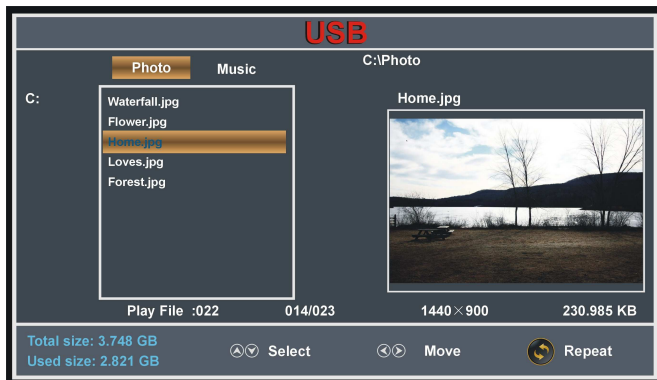 USB
Photo Music C:\Photo
C: Home.jpg
Waterfall.jpg
Flower.jpg
Home.jpg
Loves.jpg
Forest.jpg
Play File :022 014/023 1440×900 230.985 KB
Total size: 3.748 GB
Used size: 2.821 GB
Select Move Repeat